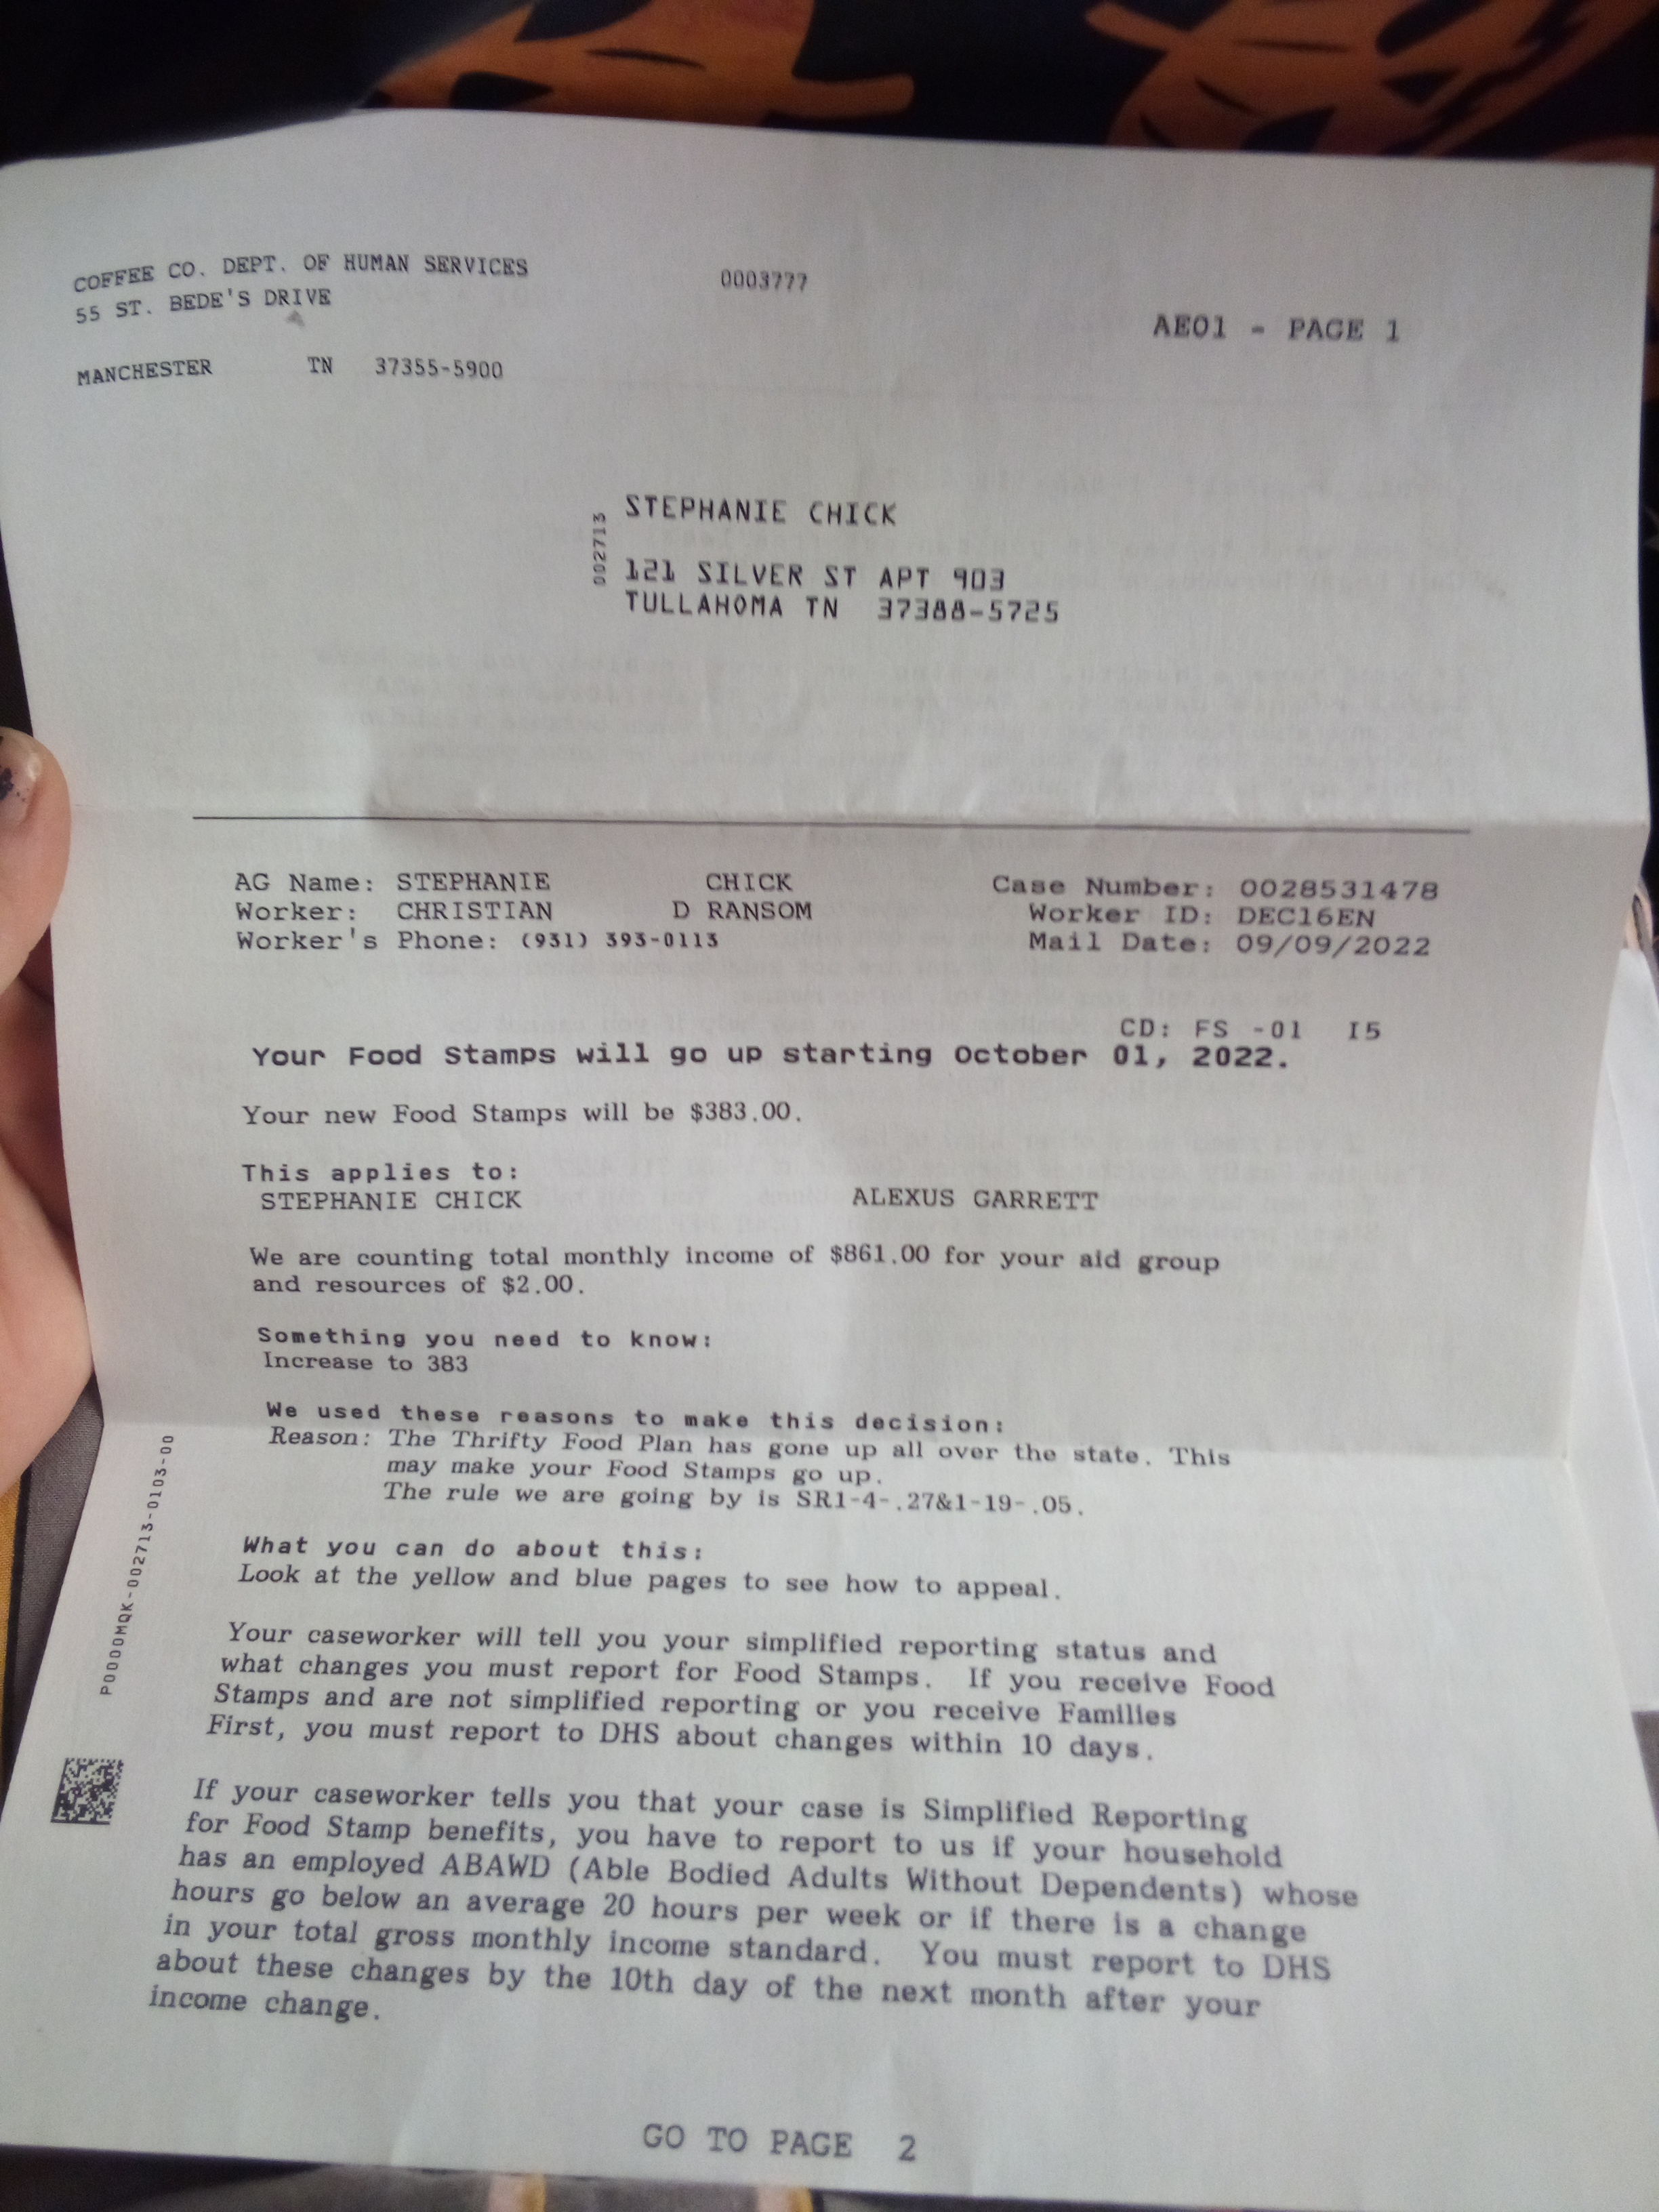 COFFEE CO. DEPT. OF HUMAN SERVICES
55 ST. BEDE'S DRIVE
0003777
AE01 - PAGE 1
MANCHESTER TN 37355-5900
002713
STEPHANIE CHICK
121 SILVER ST APT 903
TULLAHOMA TN 37388-5725
AG Name: STEPHANIE CHICK Case Number: 0028531478
Worker: CHRISTIAN D RANSOM Worker ID: DEC16EN
Worker's Phone: (931) 393-0113 Mail Date: 09/09/2022
CD: FS -01 I5
Your Food Stamps will go up starting October 01, 2022.
Your new Food Stamps will be $383.00.
This applies to:
STEPHANIE CHICK ALEXUS GARRETT
We are counting total monthly income of $861.00 for your aid group
and resources of $2.00.
Something you need to know:
Increase to 383
We used these reasons to make this decision:
Reason: The Thrifty Food Plan has gone up all over the state. This
may make your Food Stamps go up.
The rule we are going by is SR1-4-.27&1-19-.05.
What you can do about this:
Look at the yellow and blue pages to see how to appeal.
Your caseworker will tell you your simplified reporting status and
what changes you must report for Food Stamps. If you receive Food
Stamps and are not simplified reporting or you receive Families
First, you must report to DHS about changes within 10 days.
If your caseworker tells you that your case is Simplified Reporting
for Food Stamp benefits, you have to report to us if your household
has an employed ABAWD (Able Bodied Adults Without Dependents) whose
hours go below an average 20 hours per week or if there is a change
in your total gross monthly income standard. You must report to DHS
about these changes by the 10th day of the next month after your
income change.
P0000MQK-002713-0103-00
GO TO PAGE 2